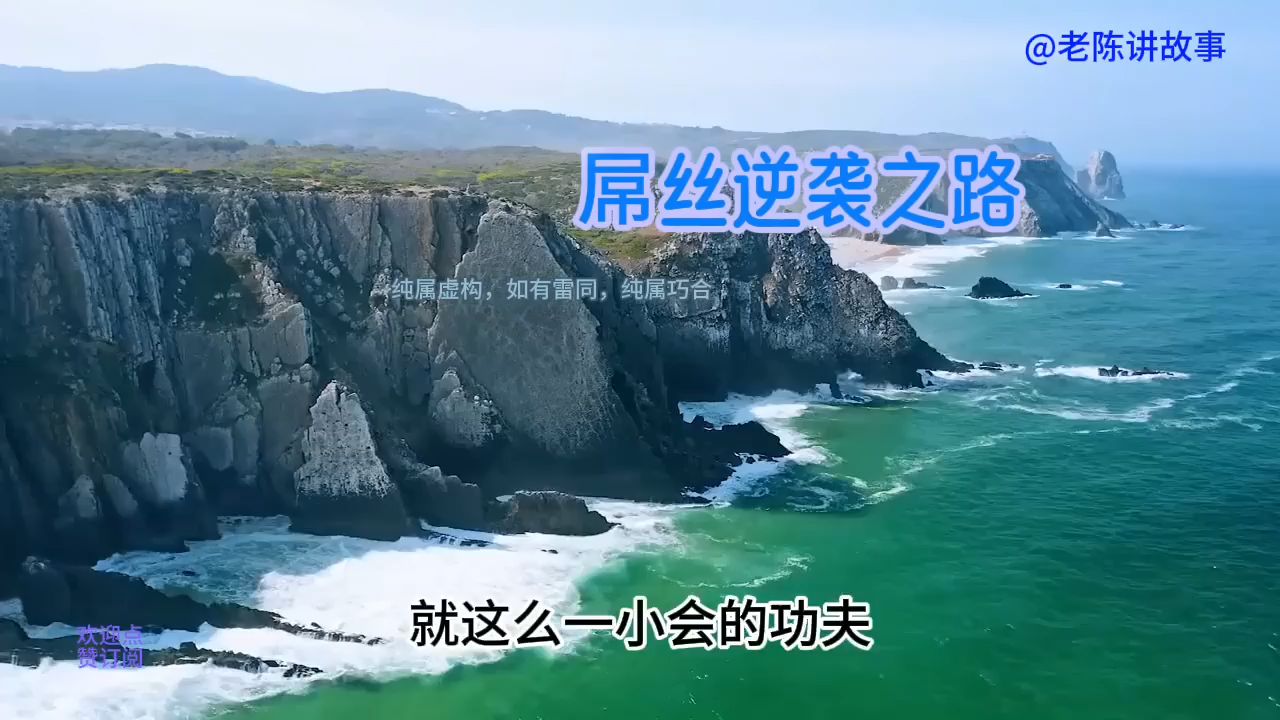 @老陈讲故事
屌丝逆袭之路
纯属虚构，如有雷同，纯属巧合
就这么一小会的功夫
欢迎点
赞订阅